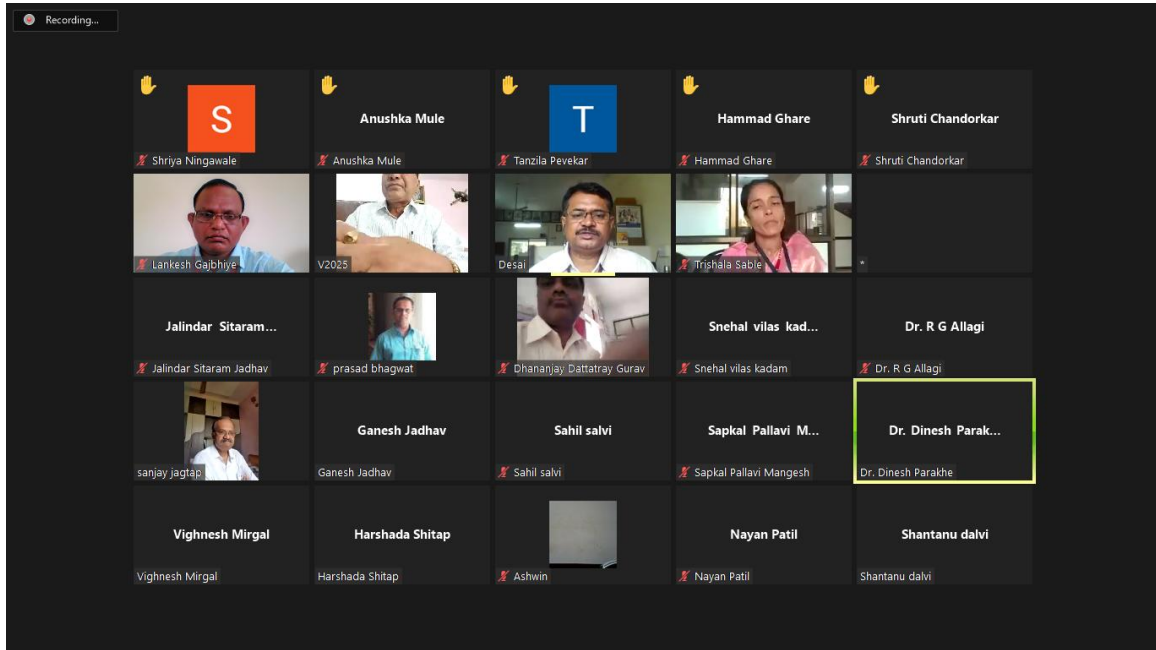 Recording...
S
Shriya Ningawale
Anushka Mule
Anushka Mule
T
Tanzila Pevekar
Hammad Ghare
Hammad Ghare
Shruti Chandorkar
Shruti Chandorkar
Lankesh Gajbhiye
V2025
Desai
Trishala Sable
*
Jalindar Sitaram...
Jalindar Sitaram Jadhav
prasad bhagwat
Dhananjay Dattatray Gurav
Snehal vilas kad...
Snehal vilas kadam
Dr. R G Allagi
Dr. R G Allagi
sanjay jagtap
Ganesh Jadhav
Ganesh Jadhav
Sahil salvi
Sahil salvi
Sapkal Pallavi M...
Sapkal Pallavi Mangesh
Dr. Dinesh Parak...
Dr. Dinesh Parakhe
Vighnesh Mirgal
Vighnesh Mirgal
Harshada Shitap
Harshada Shitap
Ashwin
Nayan Patil
Nayan Patil
Shantanu dalvi
Shantanu dalvi